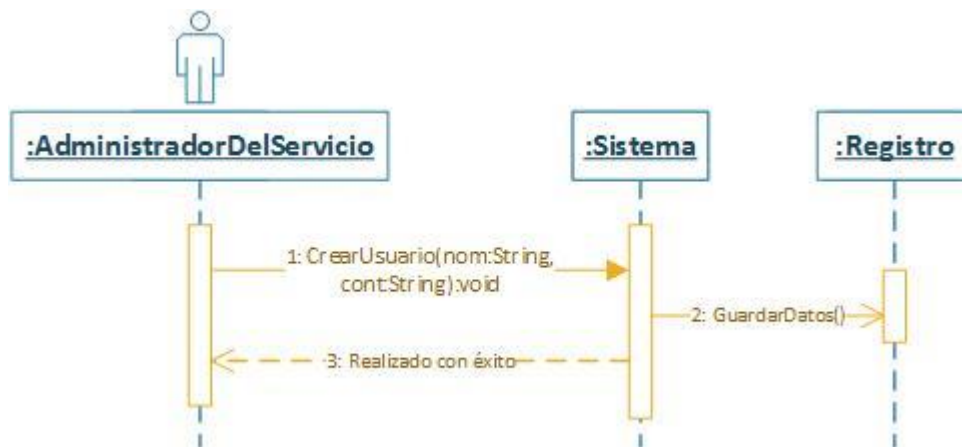 :AdministradorDelServicio
:Sistema
:Registro
1: CrearUsuario(nom:String,
cont:String):void
2: GuardarDatos()
3: Realizado con éxito